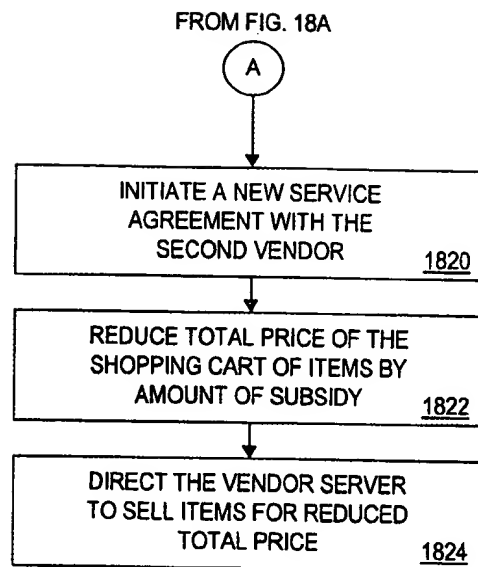 FROM FIG. 18A
A
INITIATE A NEW SERVICE
AGREEMENT WITH THE
SECOND VENDOR
1820
REDUCE TOTAL PRICE OF THE
SHOPPING CART OF ITEMS BY
AMOUNT OF SUBSIDY
1822
DIRECT THE VENDOR SERVER
TO SELL ITEMS FOR REDUCED
TOTAL PRICE
1824